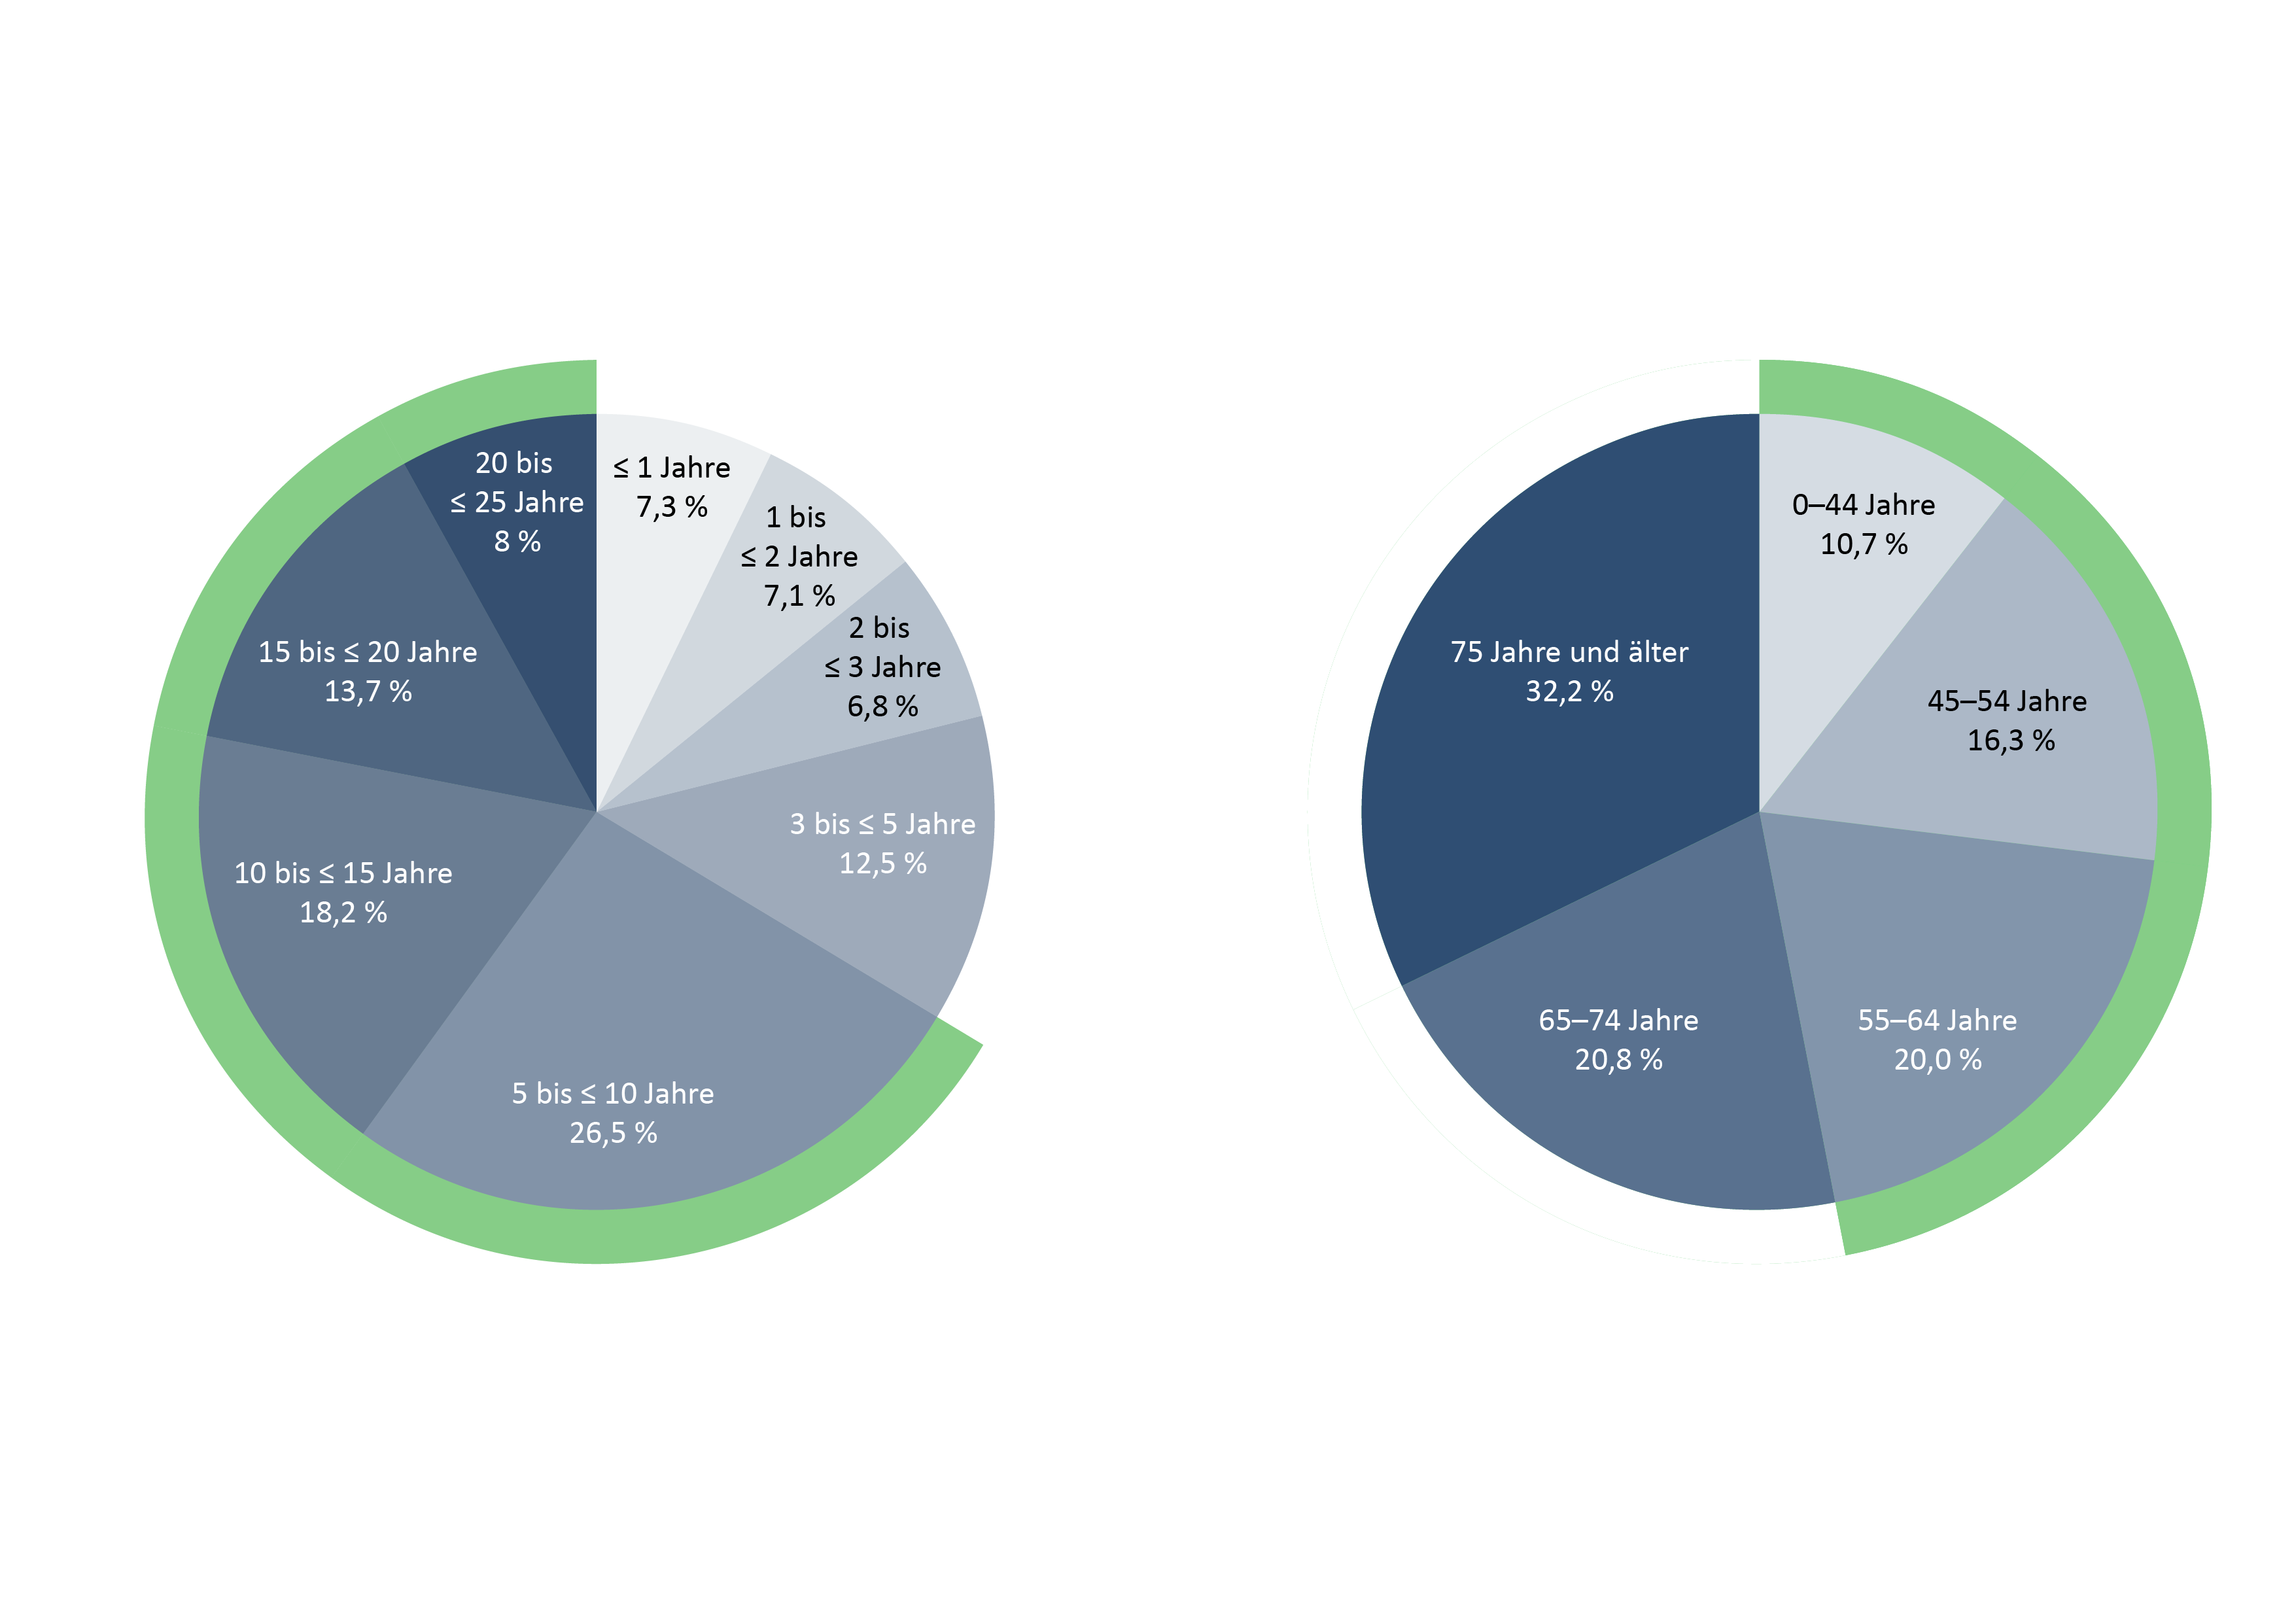 ≤ 1 Jahre
7,3 %
1 bis
≤ 2 Jahre
7,1 %
2 bis
≤ 3 Jahre
6,8 %
3 bis ≤ 5 Jahre
12,5 %
5 bis ≤ 10 Jahre
26,5 %
10 bis ≤ 15 Jahre
18,2 %
15 bis ≤ 20 Jahre
13,7 %
20 bis
≤ 25 Jahre
8 %
0–44 Jahre
10,7 %
45–54 Jahre
16,3 %
55–64 Jahre
20,0 %
65–74 Jahre
20,8 %
75 Jahre und älter
32,2 %